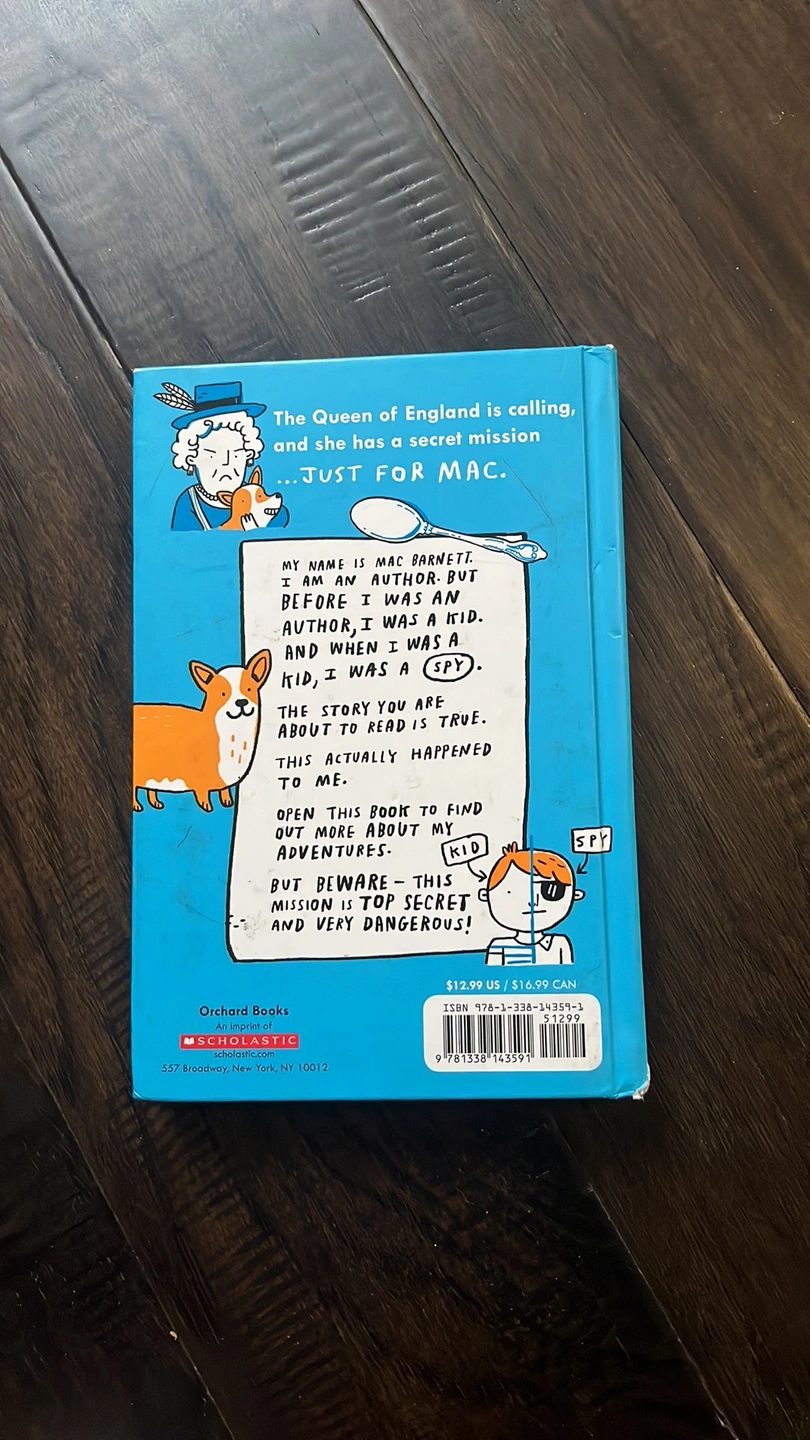 The Queen of England is calling,
and she has a secret mission
...JUST FOR MAC.
MY NAME IS MAC BARNETT.
I AM AN AUTHOR. BUT
BEFORE I WAS AN
AUTHOR, I WAS A KID.
AND WHEN I WAS A
KID, I WAS A SPY.
THE STORY YOU ARE
ABOUT TO READ IS TRUE.
THIS ACTUALLY HAPPENED
TO ME.
OPEN THIS BOOK TO FIND
OUT MORE ABOUT MY
ADVENTURES.
BUT BEWARE – THIS
MISSION IS TOP SECRET
AND VERY DANGEROUS!
KID
SPY
$12.99 US / $16.99 CAN
ISBN 978-1-338-14359-1
51299
9 781338 143591
Orchard Books
An imprint of
SCHOLASTIC
scholastic.com
557 Broadway, New York, NY 10012